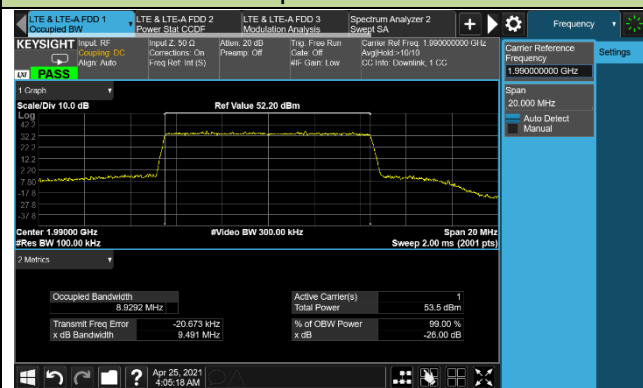 LTE & LTE-A FDD 1
Occupied BW
LTE & LTE-A FDD 2
Power Stat CCDF
LTE & LTE-A FDD 3
Modulation Analysis
Spectrum Analyzer 2
Swept SA
+
Frequency
KEYSIGHT
Input: RF
Coupling: DC
Align: Auto
Input Z: 50 Ω
Corrections: On
Freq Ref: Int (S)
Atten: 20 dB
Preamp: Off
Trig: Free Run
Gate: Off
#IF Gain: Low
Carrier Ref Freq: 1.990000000 GHz
Avg|Hold:>10/10
CC Info: Downlink, 1 CC
LXI
PASS
Carrier Reference
Frequency
1.990000000 GHz
Settings
Span
20.000 MHz
Auto Detect
Manual
1 Graph
Scale/Div 10.0 dB
Ref Value 52.20 dBm
Log
42.2
32.2
22.2
12.2
2.20
-7.80
-17.8
-27.8
-37.8
Center 1.99000 GHz
#Video BW 300.00 kHz
Span 20 MHz
#Res BW 100.00 kHz
Sweep 2.00 ms (2001 pts)
2 Metrics
Occupied Bandwidth
8.9292 MHz
Active Carrier(s) 1
Total Power 53.5 dBm
Transmit Freq Error -20.673 kHz
x dB Bandwidth 9.491 MHz
% of OBW Power 99.00 %
x dB -26.00 dB
?
Apr 25, 2021
4:05:18 AM